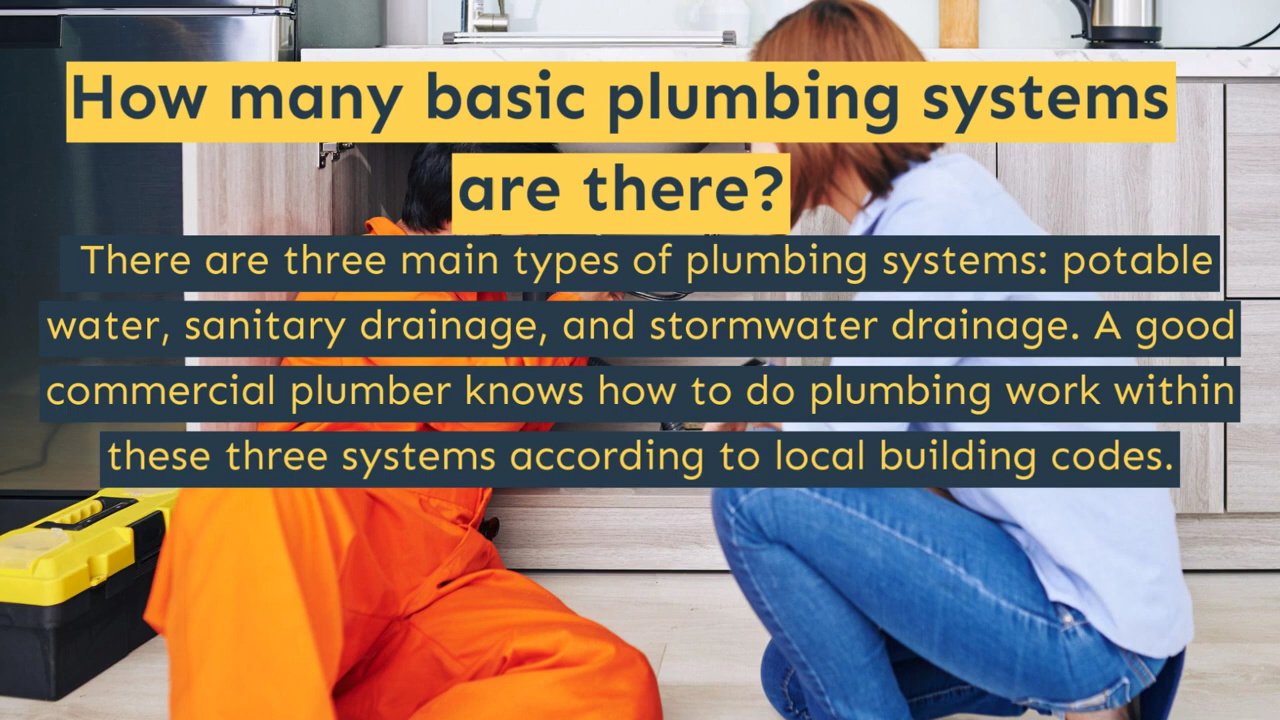 How many basic plumbing systems
are there?
There are three main types of plumbing systems: potable
water, sanitary drainage, and stormwater drainage. A good
commercial plumber knows how to do plumbing work within
these three systems according to local building codes.